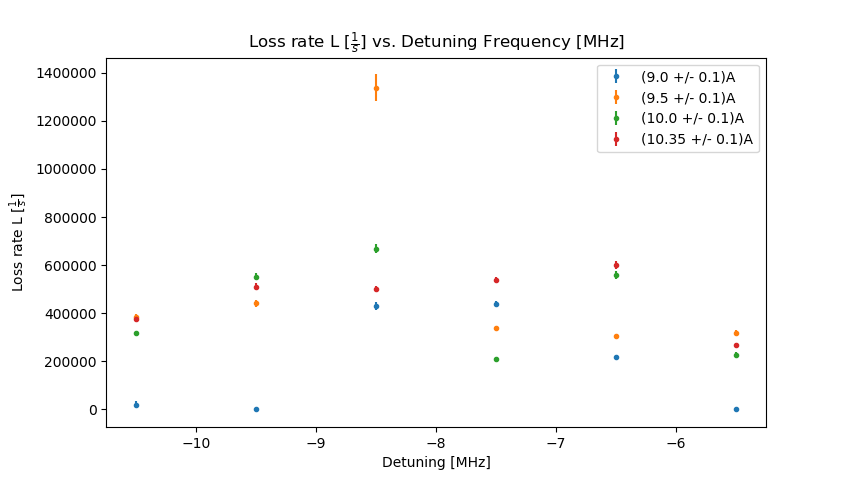 Loss rate L [1/s] vs. Detuning Frequency [MHz]
Loss rate L [1/s]
1400000
1200000
1000000
800000
600000
400000
200000
0
(9.0 +/- 0.1)A
(9.5 +/- 0.1)A
(10.0 +/- 0.1)A
(10.35 +/- 0.1)A
−10 −9 −8 −7 −6
Detuning [MHz]